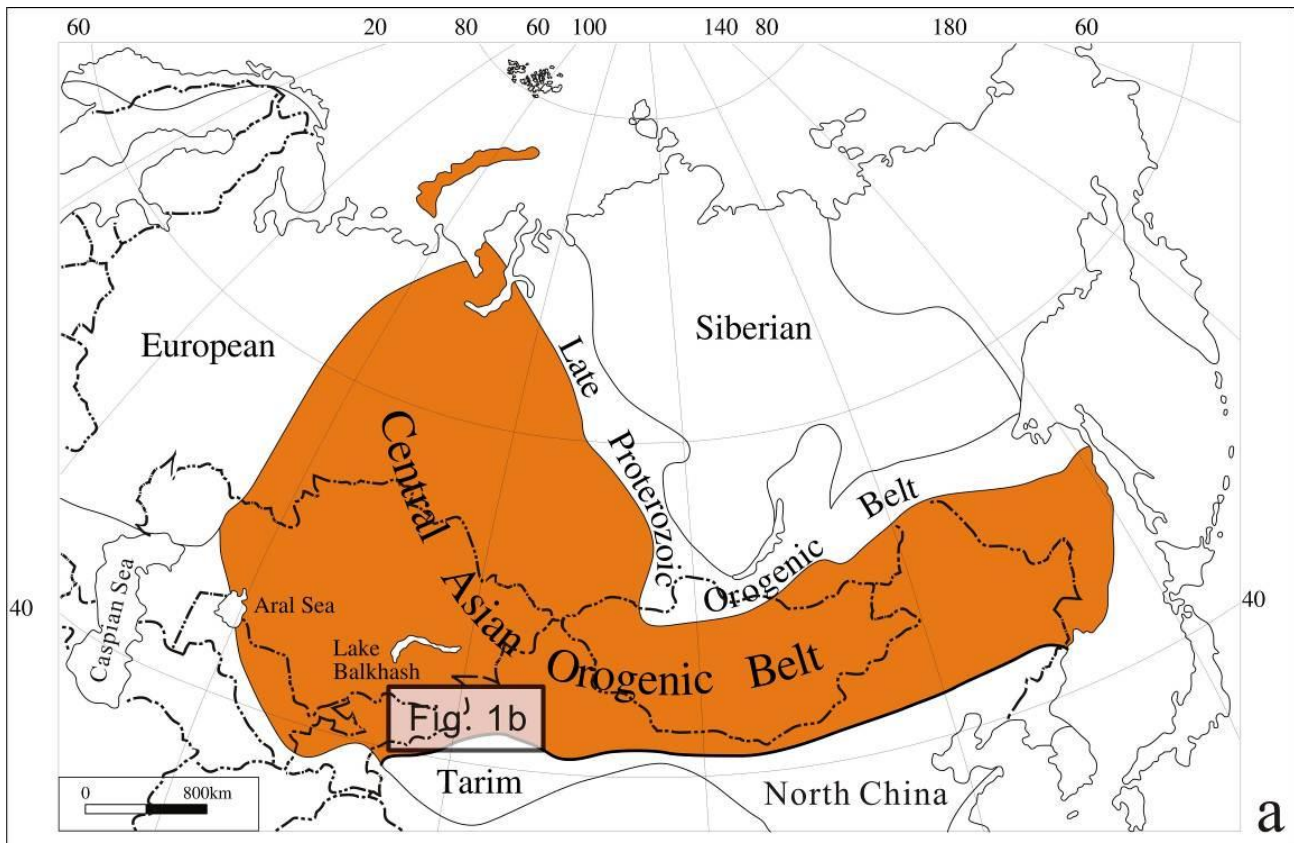 60 20 80 60 100 140 80 180 60
European
Siberian
Late
Proterozoic
Orogenic
Belt
Central
Asian
Orogenic
Belt
Caspian Sea
40
Aral Sea
40
Lake
Balkhash
Fig. 1b
Tarim
North China
0 800km
a